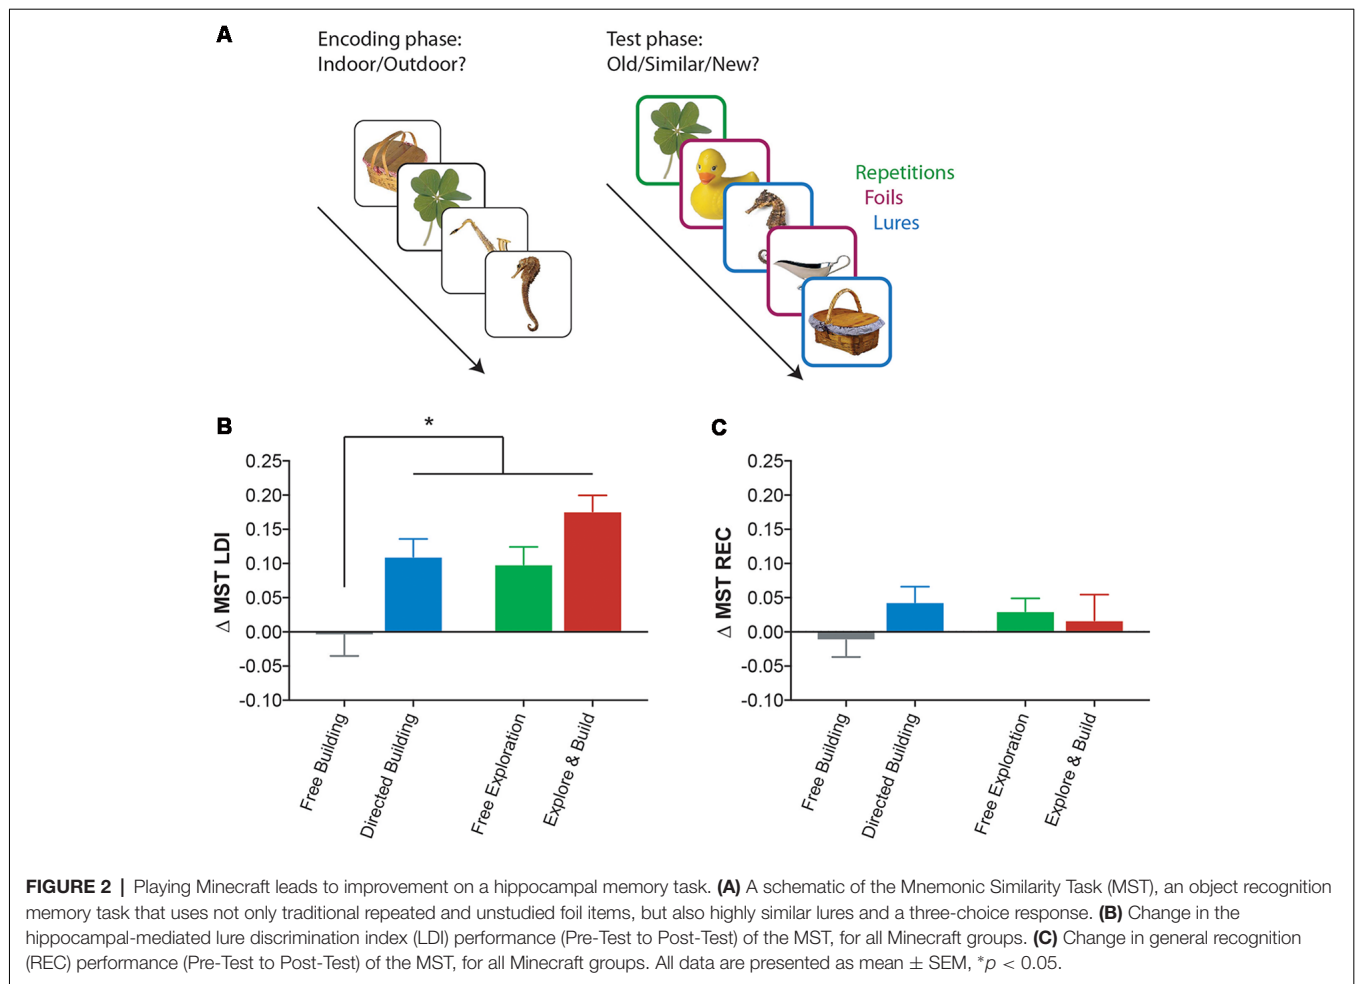 A
Encoding phase:
Indoor/Outdoor?
Test phase:
Old/Similar/New?
Repetitions
Foils
Lures
B
*
0.25
0.20
0.15
0.10
0.05
0.00
-0.05
-0.10
Δ MST LDI
Free Building
Directed Building
Free Exploration
Explore & Build
C
0.25
0.20
0.15
0.10
0.05
0.00
-0.05
-0.10
Δ MST REC
Free Building
Directed Building
Free Exploration
Explore & Build
FIGURE 2 | Playing Minecraft leads to improvement on a hippocampal memory task. (A) A schematic of the Mnemonic Similarity Task (MST), an object recognition
memory task that uses not only traditional repeated and unstudied foil items, but also highly similar lures and a three-choice response. (B) Change in the
hippocampal-mediated lure discrimination index (LDI) performance (Pre-Test to Post-Test) of the MST, for all Minecraft groups. (C) Change in general recognition
(REC) performance (Pre-Test to Post-Test) of the MST, for all Minecraft groups. All data are presented as mean ± SEM, *p < 0.05.